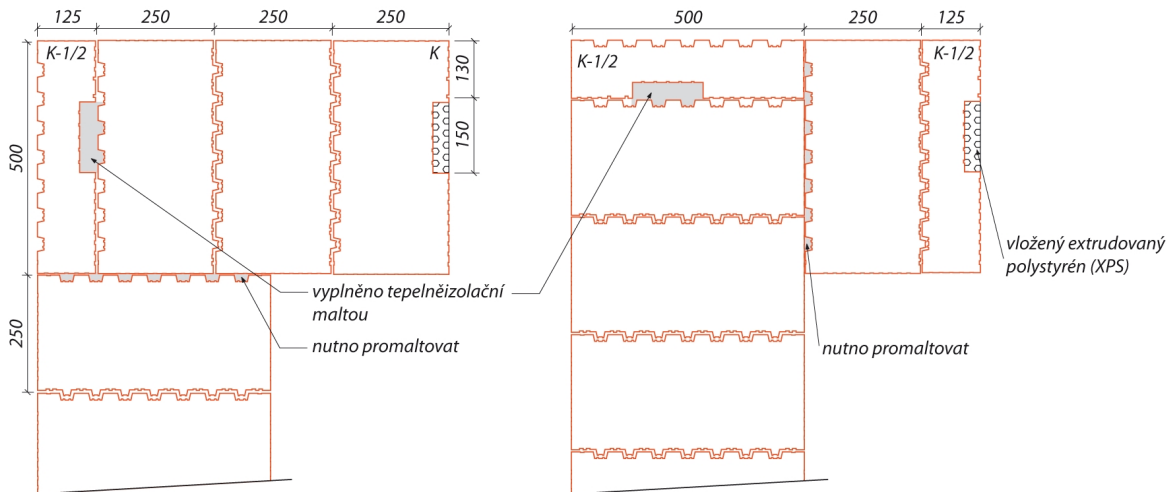 125 250 250 250
K-1/2 K
130
150
500
250
vyplněno tepelněizolační
maltou
nutno promaltovat
500 250 125
K-1/2 K-1/2
vložený extrudovaný
polystyrén (XPS)
nutno promaltovat